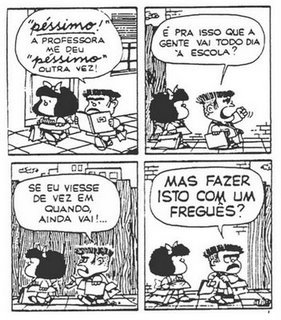 "péssimo!"
A PROFESSORA
ME DEU
"péssimo"
OUTRA VEZ!
É PRA ISSO QUE A
GENTE VAI TODO DIA
'A ESCOLA?
SE EU VIESSE
DE VEZ EM
QUANDO,
AINDA VAI!...
MAS FAZER
ISTO COM UM
FREGUÊS?